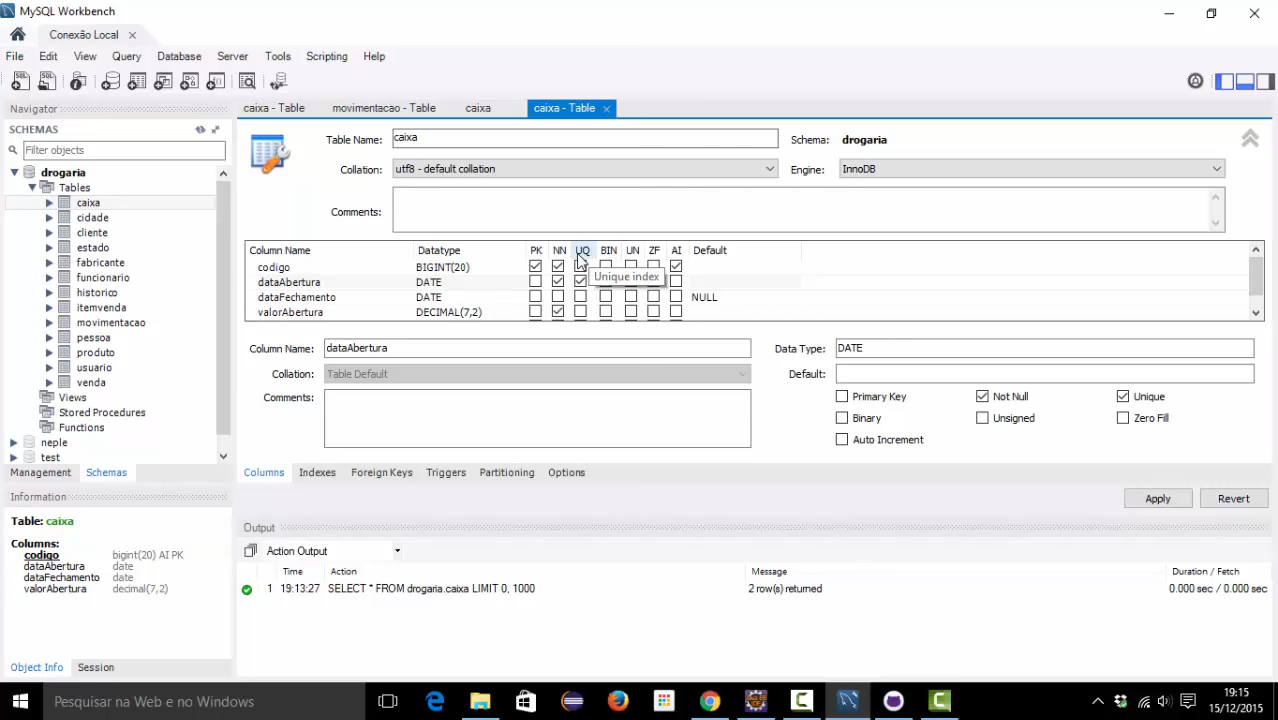 MySQL Workbench
Conexão Local
File Edit View Query Database Server Tools Scripting Help
Navigator
SCHEMAS
Filter objects
drogaria
Tables
caixa
cidade
cliente
estado
fabricante
funcionario
historico
itemvenda
movimentacao
pessoa
produto
usuario
venda
Views
Stored Procedures
Functions
neple
test
Management Schemas
Information
Table: caixa
Columns:
codigo bigint(20) AI PK
dataAbertura date
dataFechamento date
valorAbertura decimal(7,2)
Object Info Session
caixa - Table movimentacao - Table caixa caixa - Table
Table Name: caixa Schema: drogaria
Collation: utf8 - default collation Engine: InnoDB
Comments:
Column Name Datatype PK NN UQ BIN UN ZF AI Default
codigo BIGINT(20)
Unique index
dataAbertura DATE
dataFechamento DATE NULL
valorAbertura DECIMAL(7,2)
Column Name: dataAbertura Data Type: DATE
Collation: Table Default Default:
Comments: Primary Key Not Null Unique
Binary Unsigned Zero Fill
Auto Increment
Columns Indexes Foreign Keys Triggers Partitioning Options
Apply Revert
Output
Action Output
Time Action Message Duration / Fetch
1 19:13:27 SELECT * FROM drogaria.caixa LIMIT 0, 1000 2 row(s) returned 0.000 sec / 0.000 sec
Pesquisar na Web e no Windows
19:15
15/12/2015